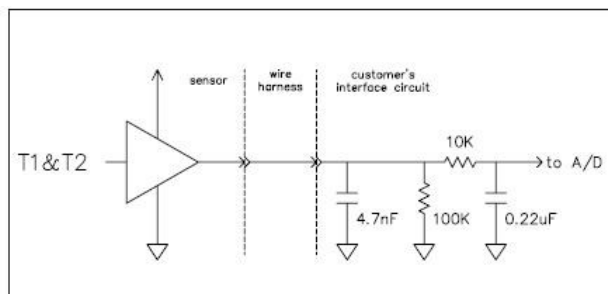 sensor
wire
harness
customer's
interface circuit
10K
T1&T2
to A/D
4.7nF
100K
0.22uF